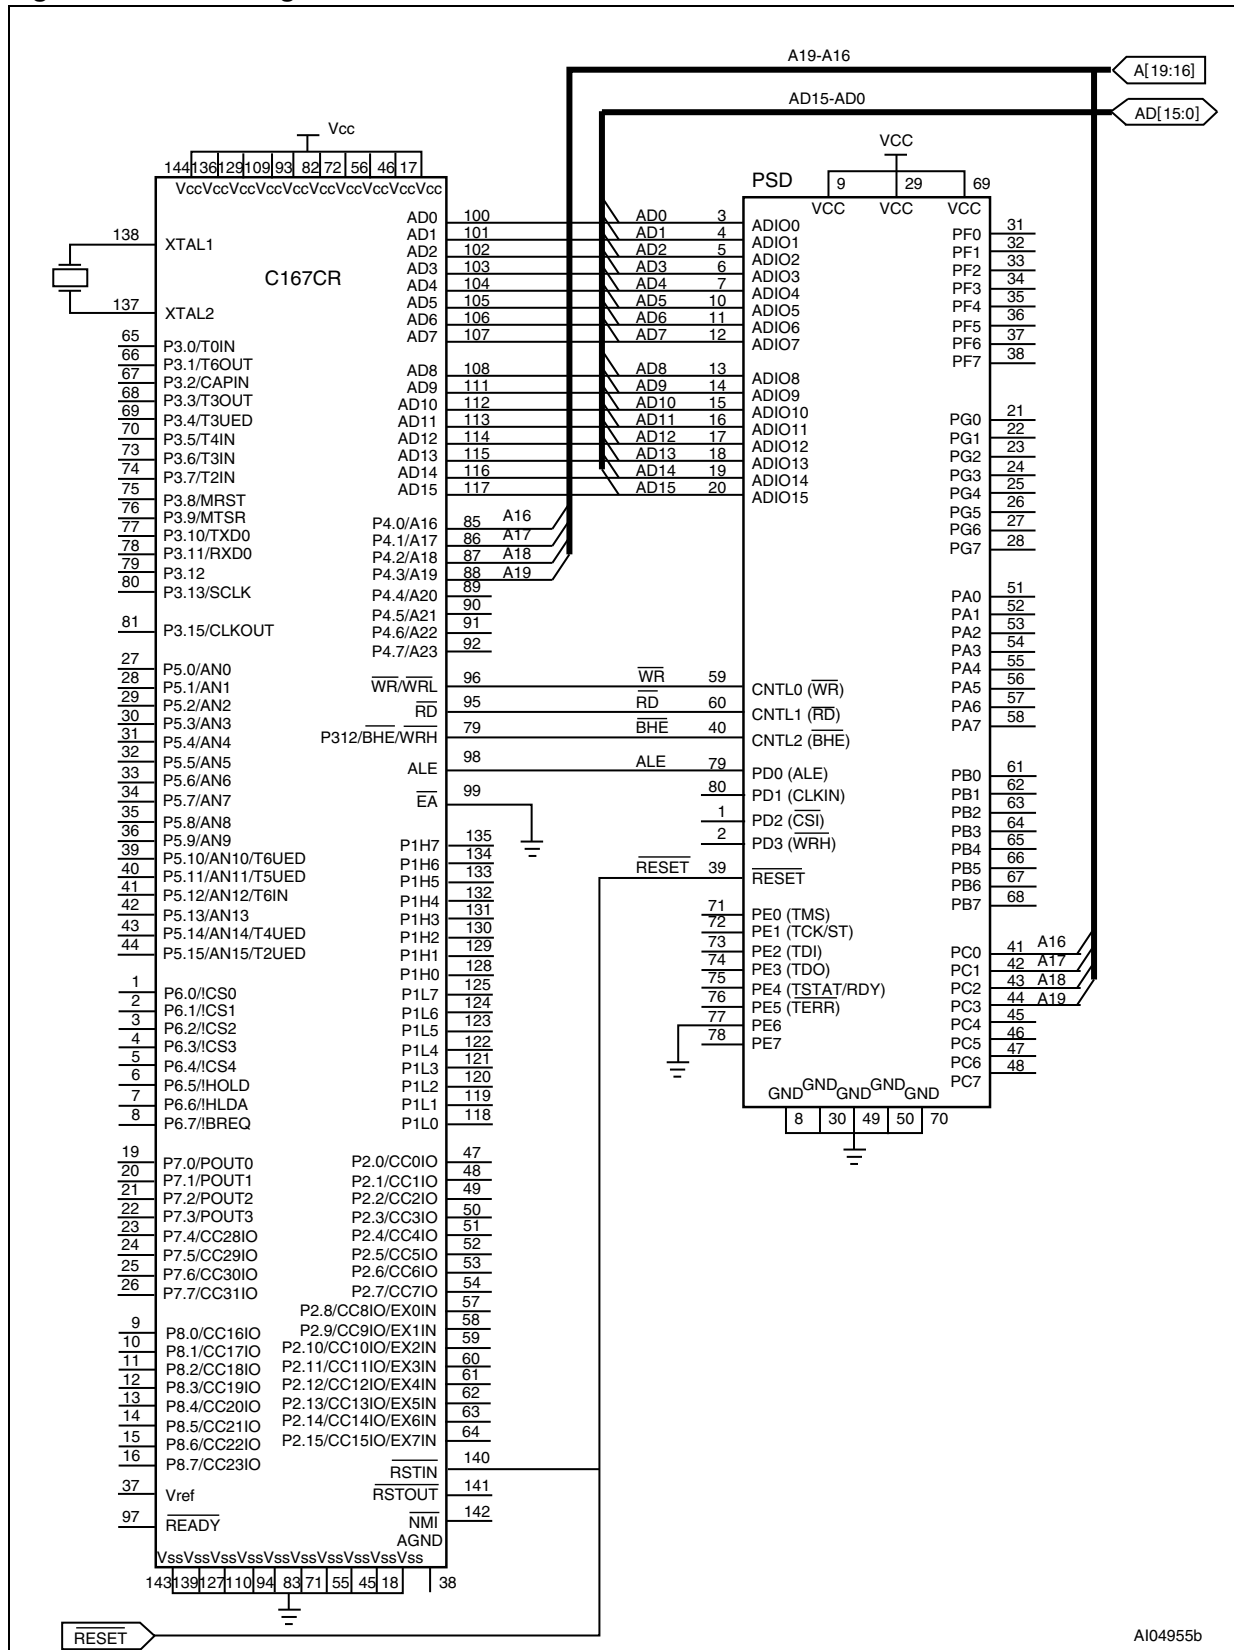 A19-A16
A[19:16]
AD15-AD0
AD[15:0]
Vcc
144 136 129 109 93 82 72 56 46 17
Vcc Vcc Vcc Vcc Vcc Vcc Vcc Vcc Vcc Vcc
C167CR
138 XTAL1
137 XTAL2
65 P3.0/T0IN
66 P3.1/T6OUT
67 P3.2/CAPIN
68 P3.3/T3OUT
69 P3.4/T3UED
70 P3.5/T4IN
73 P3.6/T3IN
74 P3.7/T2IN
75 P3.8/MRST
76 P3.9/MTSR
77 P3.10/TXD0
78 P3.11/RXD0
79 P3.12
80 P3.13/SCLK
81 P3.15/CLKOUT
27 P5.0/AN0
28 P5.1/AN1
29 P5.2/AN2
30 P5.3/AN3
31 P5.4/AN4
32 P5.5/AN5
33 P5.6/AN6
34 P5.7/AN7
35 P5.8/AN8
36 P5.9/AN9
39 P5.10/AN10/T6UED
40 P5.11/AN11/T5UED
41 P5.12/AN12/T6IN
42 P5.13/AN13
43 P5.14/AN14/T4UED
44 P5.15/AN15/T2UED
1 P6.0/!CS0
2 P6.1/!CS1
3 P6.2/!CS2
4 P6.3/!CS3
5 P6.4/!CS4
6 P6.5/!HOLD
7 P6.6/!HLDA
8 P6.7/!BREQ
19 P7.0/POUT0
20 P7.1/POUT1
21 P7.2/POUT2
22 P7.3/POUT3
23 P7.4/CC28IO
24 P7.5/CC29IO
25 P7.6/CC30IO
26 P7.7/CC31IO
9 P8.0/CC16IO
10 P8.1/CC17IO
11 P8.2/CC18IO
12 P8.3/CC19IO
13 P8.4/CC20IO
14 P8.5/CC21IO
15 P8.6/CC22IO
16 P8.7/CC23IO
37 Vref
97 READY
AD0 100
AD1 101
AD2 102
AD3 103
AD4 104
AD5 105
AD6 106
AD7 107
AD8 108
AD9 111
AD10 112
AD11 113
AD12 114
AD13 115
AD14 116
AD15 117
P4.0/A16 85 A16
P4.1/A17 86 A17
P4.2/A18 87 A18
P4.3/A19 88 A19
P4.4/A20 89
P4.5/A21 90
P4.6/A22 91
P4.7/A23 92
WR/WRL 96
RD 95
P312/BHE/WRH 79
ALE 98
EA 99
P1H7 135
P1H6 134
P1H5 133
P1H4 132
P1H3 131
P1H2 130
P1H1 129
P1H0 128
P1L7 125
P1L6 124
P1L5 123
P1L4 122
P1L3 121
P1L2 120
P1L1 119
P1L0 118
P2.0/CC0IO 47
P2.1/CC1IO 48
P2.2/CC2IO 49
P2.3/CC3IO 50
P2.4/CC4IO 51
P2.5/CC5IO 52
P2.6/CC6IO 53
P2.7/CC7IO 54
P2.8/CC8IO/EX0IN 57
P2.9/CC9IO/EX1IN 58
P2.10/CC10IO/EX2IN 59
P2.11/CC11IO/EX3IN 60
P2.12/CC12IO/EX4IN 61
P2.13/CC13IO/EX5IN 62
P2.14/CC14IO/EX6IN 63
P2.15/CC15IO/EX7IN 64
RSTIN 140
RSTOUT 141
NMI 142
AGND
Vss Vss Vss Vss Vss Vss Vss Vss Vss Vss
143 139 127 110 94 83 71 55 45 18 38
RESET
VCC
PSD 9 29 69
VCC VCC VCC
AD0 3 ADIO0
AD1 4 ADIO1
AD2 5 ADIO2
AD3 6 ADIO3
AD4 7 ADIO4
AD5 10 ADIO5
AD6 11 ADIO6
AD7 12 ADIO7
AD8 13 ADIO8
AD9 14 ADIO9
AD10 15 ADIO10
AD11 16 ADIO11
AD12 17 ADIO12
AD13 18 ADIO13
AD14 19 ADIO14
AD15 20 ADIO15
WR 59 CNTL0 (WR)
RD 60 CNTL1 (RD)
BHE 40 CNTL2 (BHE)
ALE 79 PD0 (ALE)
80 PD1 (CLKIN)
1 PD2 (CSI)
2 PD3 (WRH)
RESET 39 RESET
71 PE0 (TMS)
72 PE1 (TCK/ST)
73 PE2 (TDI)
74 PE3 (TDO)
75 PE4 (TSTAT/RDY)
76 PE5 (TERR)
77 PE6
78 PE7
PF0 31
PF1 32
PF2 33
PF3 34
PF4 35
PF5 36
PF6 37
PF7 38
PG0 21
PG1 22
PG2 23
PG3 24
PG4 25
PG5 26
PG6 27
PG7 28
PA0 51
PA1 52
PA2 53
PA3 54
PA4 55
PA5 56
PA6 57
PA7 58
PB0 61
PB1 62
PB2 63
PB3 64
PB4 65
PB5 66
PB6 67
PB7 68
PC0 41 A16
PC1 42 A17
PC2 43 A18
PC3 44 A19
PC4 45
PC5 46
PC6 47
PC7 48
GND GND GND GND GND
8 30 49 50 70
AI04955b